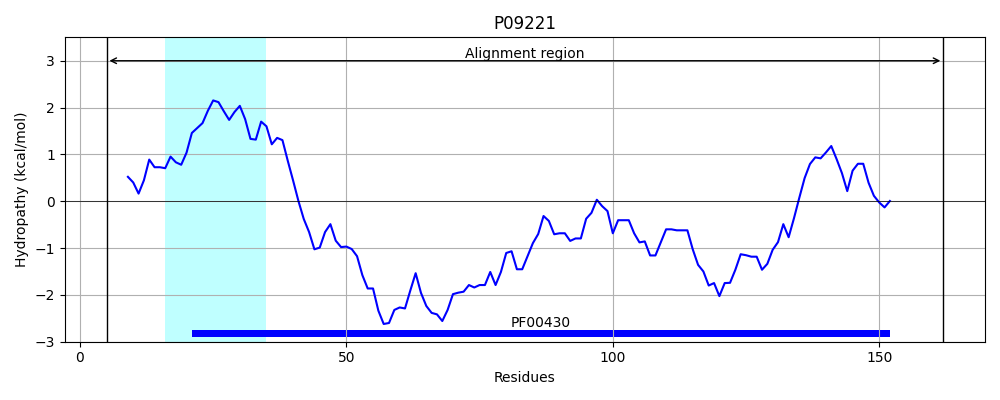 P09221
Alignment region
3
2
1
0
−1
−2
−3
Hydropathy (kcal/mol)
PF00430
0
50
100
150
Residues